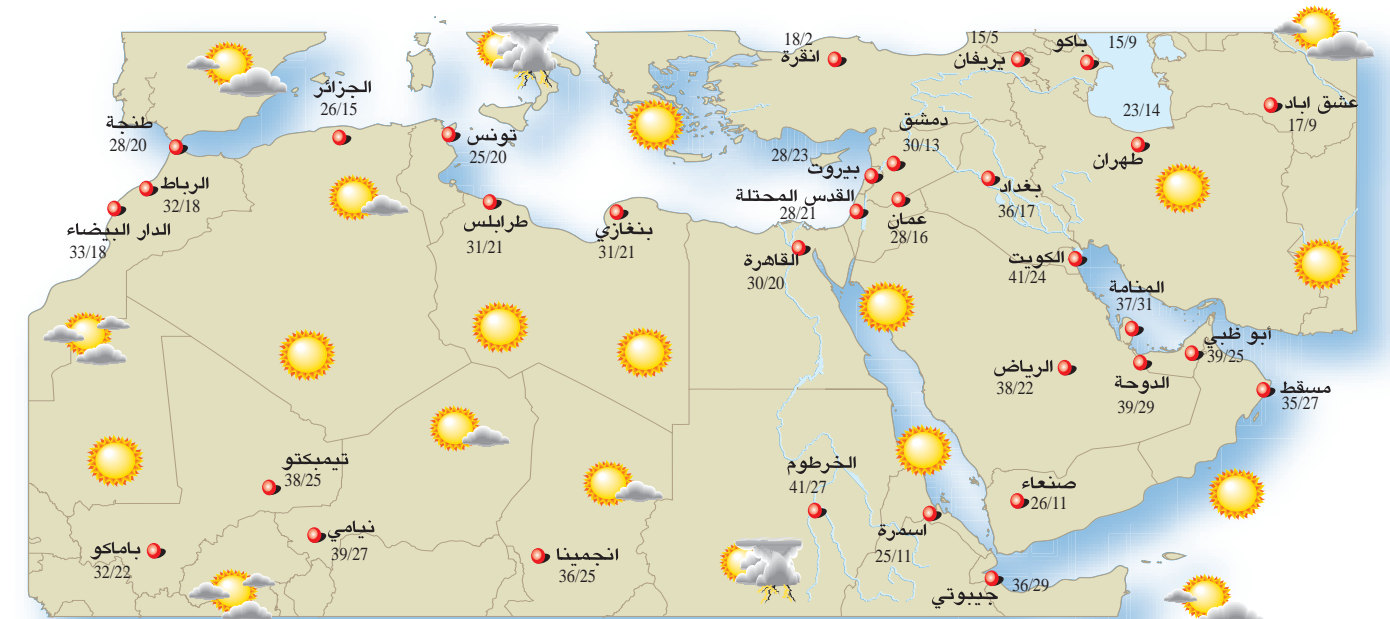 18/2
انقرة
15/5
يريفان
باكو
15/9
عشق اباد
17/9
23/14
طهران
الجزائر
26/15
طنجة
28/20
تونس
25/20
دمشق
30/13
28/23
بيروت
بغداد
36/17
الرباط
32/18
القدس المحتلة
28/21
عمان
28/16
الدار البيضاء
33/18
طرابلس
31/21
بنغازي
31/21
القاهرة
30/20
الكويت
41/24
المنامة
37/31
أبو ظبي
39/25
الرياض
38/22
الدوحة
39/29
مسقط
35/27
تيمبكتو
38/25
الخرطوم
41/27
صنعاء
26/11
نيامي
39/27
اسمرة
25/11
باماكو
32/22
انجمينا
36/25
36/29
جيبوتي